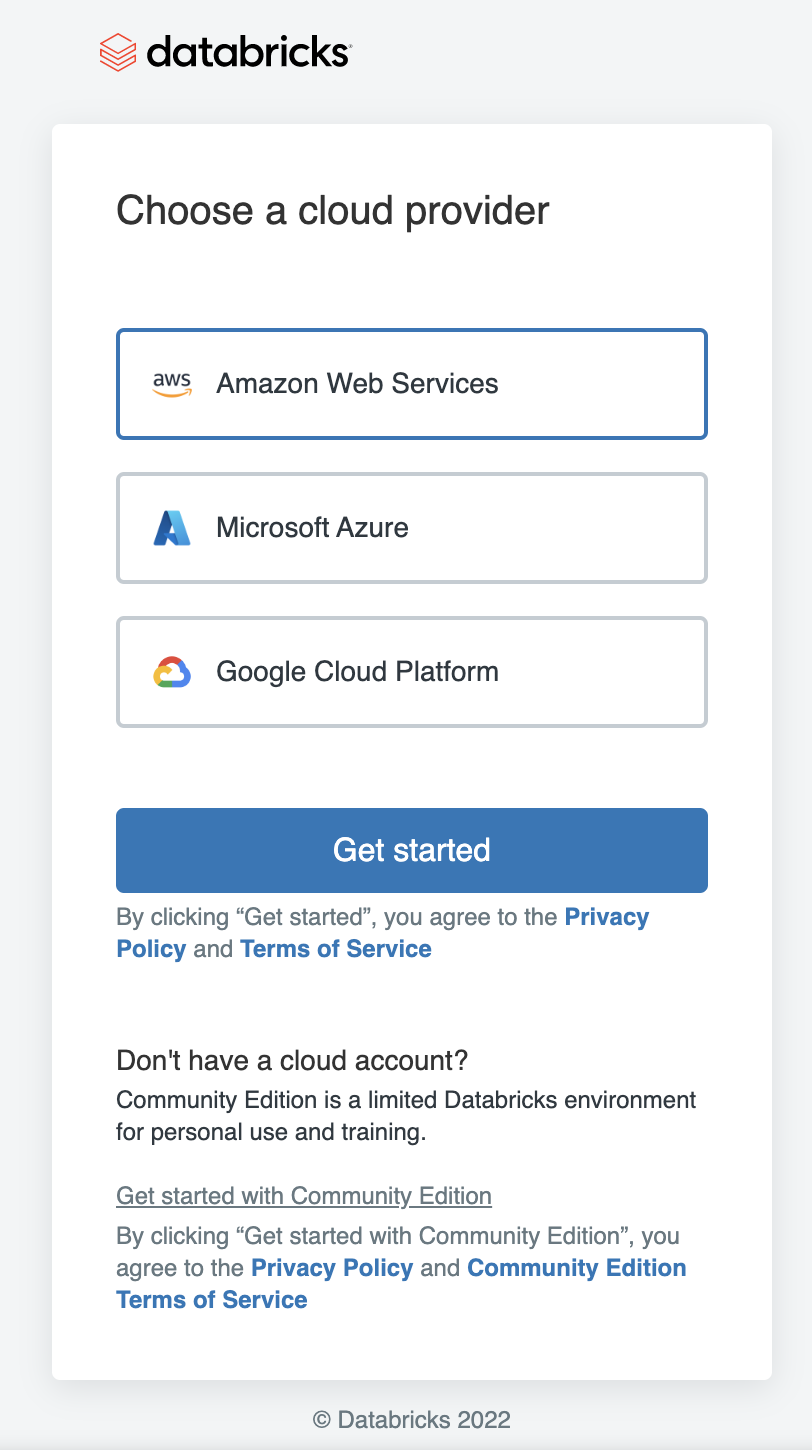 databricks
Choose a cloud provider
aws Amazon Web Services
Microsoft Azure
Google Cloud Platform
Get started
By clicking “Get started”, you agree to the Privacy
Policy and Terms of Service
Don't have a cloud account?
Community Edition is a limited Databricks environment
for personal use and training.
Get started with Community Edition
By clicking “Get started with Community Edition”, you
agree to the Privacy Policy and Community Edition
Terms of Service
© Databricks 2022